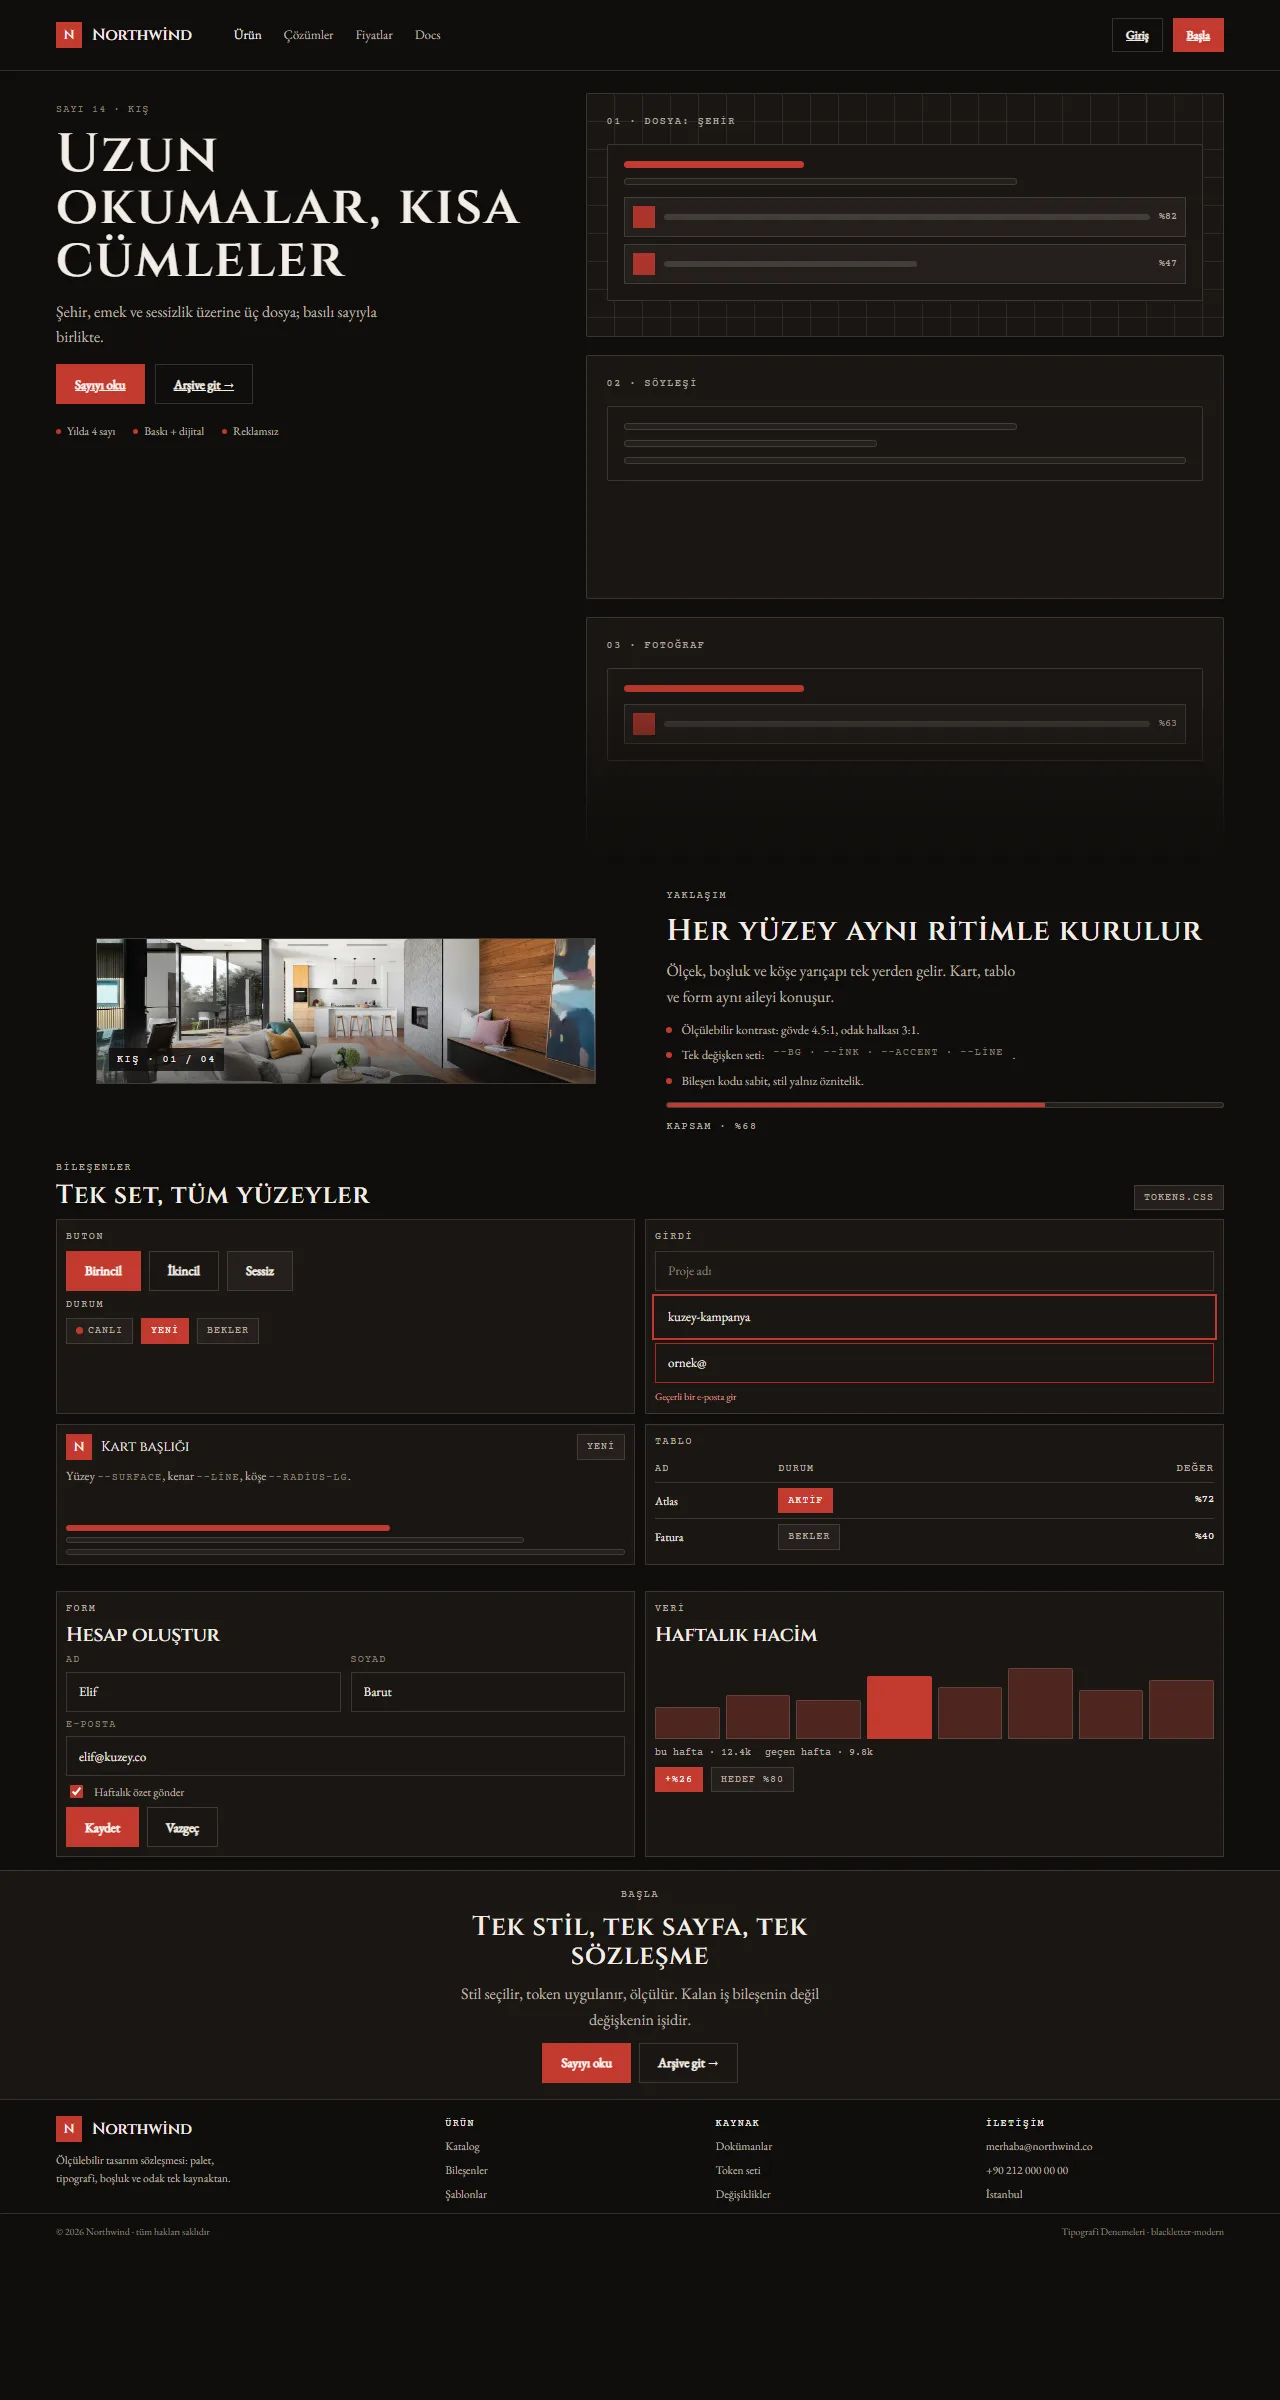 N NORTHWİND Ürün Çözümler Fiyatlar Docs Giriş Başla
SAYI 14 · KIŞ
UZUN
OKUMALAR, KISA
CÜMLELER
Şehir, emek ve sessizlik üzerine üç dosya; basılı sayıyla
birlikte.
Sayıyı oku Arşive git →
Yılda 4 sayı Baskı + dijital Reklamsız
01 · DOSYA: ŞEHİR
%82
%47
02 · SÖYLEŞİ
03 · FOTOĞRAF
%63
KIŞ · 01 / 04
YAKLAŞIM
HER YÜZEY AYNI RİTİMLE KURULUR
Ölçek, boşluk ve köşe yarıçapı tek yerden gelir. Kart, tablo
ve form aynı aileyi konuşur.
Ölçülebilir kontrast: gövde 4.5:1, odak halkası 3:1.
Tek değişken seti: --BG · --İNK · --ACCENT · --LİNE .
Bileşen kodu sabit, stil yalnız öznitelik.
KAPSAM · %68
BİLEŞENLER
TEK SET, TÜM YÜZEYLER
TOKENS.CSS
BUTON
Birincil İkincil Sessiz
DURUM
CANLI YENİ BEKLER
GİRDİ
Proje adı
kuzey-kampanya
ornek@
Geçerli bir e-posta gir
N KART BAŞLIĞI YENİ
Yüzey --SURFACE, kenar --LİNE, köşe --RADİUS-LG.
TABLO
AD DURUM DEĞER
Atlas AKTİF %72
Fatura BEKLER %40
FORM
HESAP OLUŞTUR
AD SOYAD
Elif Barut
E-POSTA
elif@kuzey.co
Haftalık özet gönder
Kaydet Vazgeç
VERİ
HAFTALIK HACİM
bu hafta · 12.4k geçen hafta · 9.8k
+%26 HEDEF %80
BAŞLA
TEK STİL, TEK SAYFA, TEK
SÖZLEŞME
Stil seçilir, token uygulanır, ölçülür. Kalan iş bileşenin değil
değişkenin işidir.
Sayıyı oku Arşive git →
N NORTHWİND
Ölçülebilir tasarım sözleşmesi: palet,
tipografi, boşluk ve odak tek kaynaktan.
ÜRÜN
Katalog
Bileşenler
Şablonlar
KAYNAK
Dokümanlar
Token seti
Değişiklikler
İLETİŞİM
merhaba@northwind.co
+90 212 000 00 00
İstanbul
© 2026 Northwind · tüm hakları saklıdır
Tipografi Denemeleri · blackletter-modern